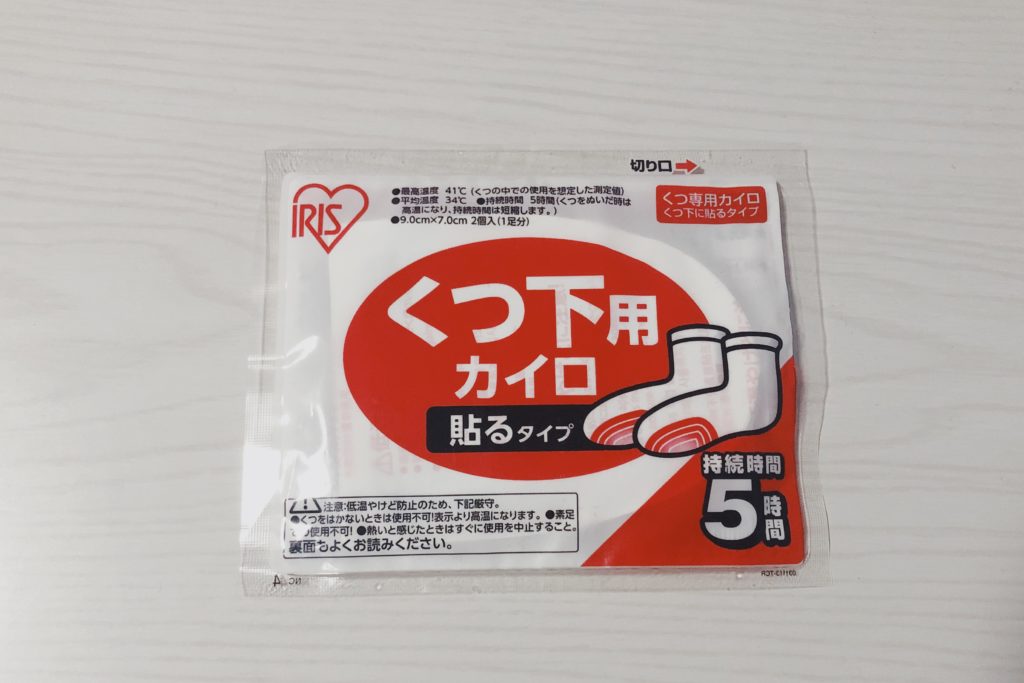 切り口
IRIS
●最高温度 41℃ (くつの中での使用を想定した測定値)
●平均温度 34℃ ●持続時間 5時間(くつをぬいだ時は
高温になり、持続時間は短縮します。)
●9.0cm×7.0cm 2個入(1足分)
くつ専用カイロ
くつ下に貼るタイプ
くつ下用
カイロ
貼るタイプ
持続時間
5時間
注意:低温やけど防止のため、下記厳守。
●くつをはかないときは使用不可!表示より高温になります。 ●素足
での使用不可! ●熱いと感じたときはすぐに使用を中止すること。
裏面もよくお読みください。